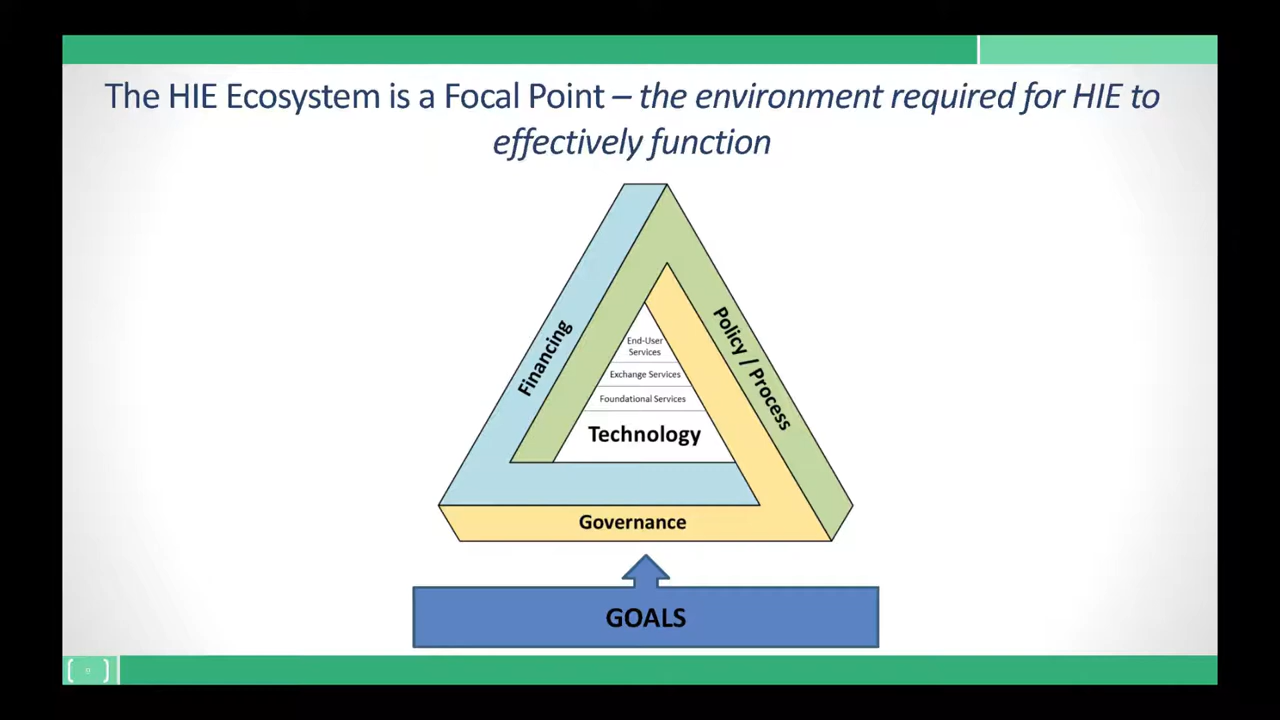 The HIE Ecosystem is a Focal Point – the environment required for HIE to
effectively function
Financing
Policy / Process
End-User
Services
Exchange Services
Foundational Services
Technology
Governance
GOALS